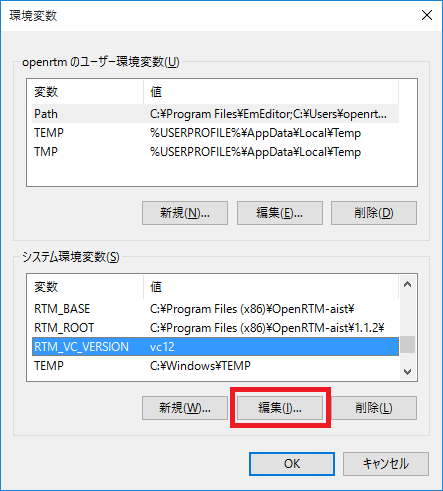 環境変数
openrtm のユーザー環境変数(U)
変数 値
Path C:¥Program Files¥EmEditor;C:¥Users¥openrt...
TEMP %USERPROFILE%¥AppData¥Local¥Temp
TMP %USERPROFILE%¥AppData¥Local¥Temp
新規(N)... 編集(E)... 削除(D)
システム環境変数(S)
変数 値
RTM_BASE C:¥Program Files (x86)¥OpenRTM-aist¥
RTM_ROOT C:¥Program Files (x86)¥OpenRTM-aist¥1.1.2¥
RTM_VC_VERSION vc12
TEMP C:¥Windows¥TEMP
新規(W)... 編集(I)... 削除(L)
OK キャンセル